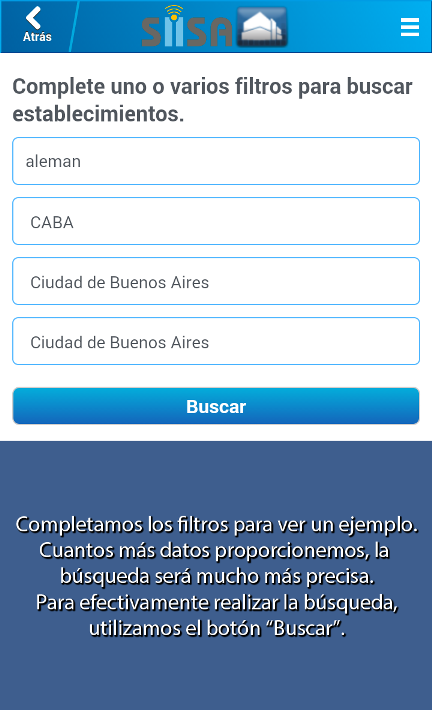 Atrás
SIISA
Complete uno o varios filtros para buscar
establecimientos.
aleman
CABA
Ciudad de Buenos Aires
Ciudad de Buenos Aires
Buscar
Completamos los filtros para ver un ejemplo.
Cuantos más datos proporcionemos, la
búsqueda será mucho más precisa.
Para efectivamente realizar la búsqueda,
utilizamos el botón “Buscar”.